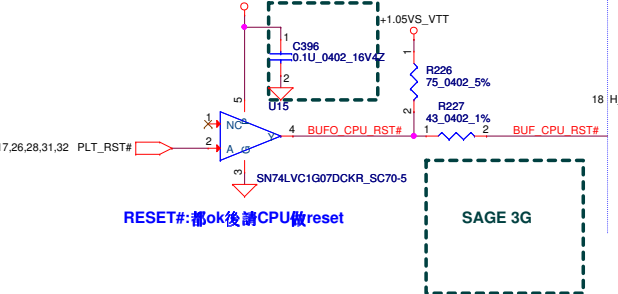 +1.05VS_VTT
1
C396
0.1U_0402_16V4Z
2
U15
1
R226
75_0402_5%
2
R227
43_0402_1%
18
5
1
NC
P
2
A
G
Y
4
BUFO_CPU_RST#
1
2
BUF_CPU_RST#
17,26,28,31,32
PLT_RST#
3
SN74LVC1G07DCKR_SC70-5
RESET#:都ok後請CPU做reset
SAGE 3G